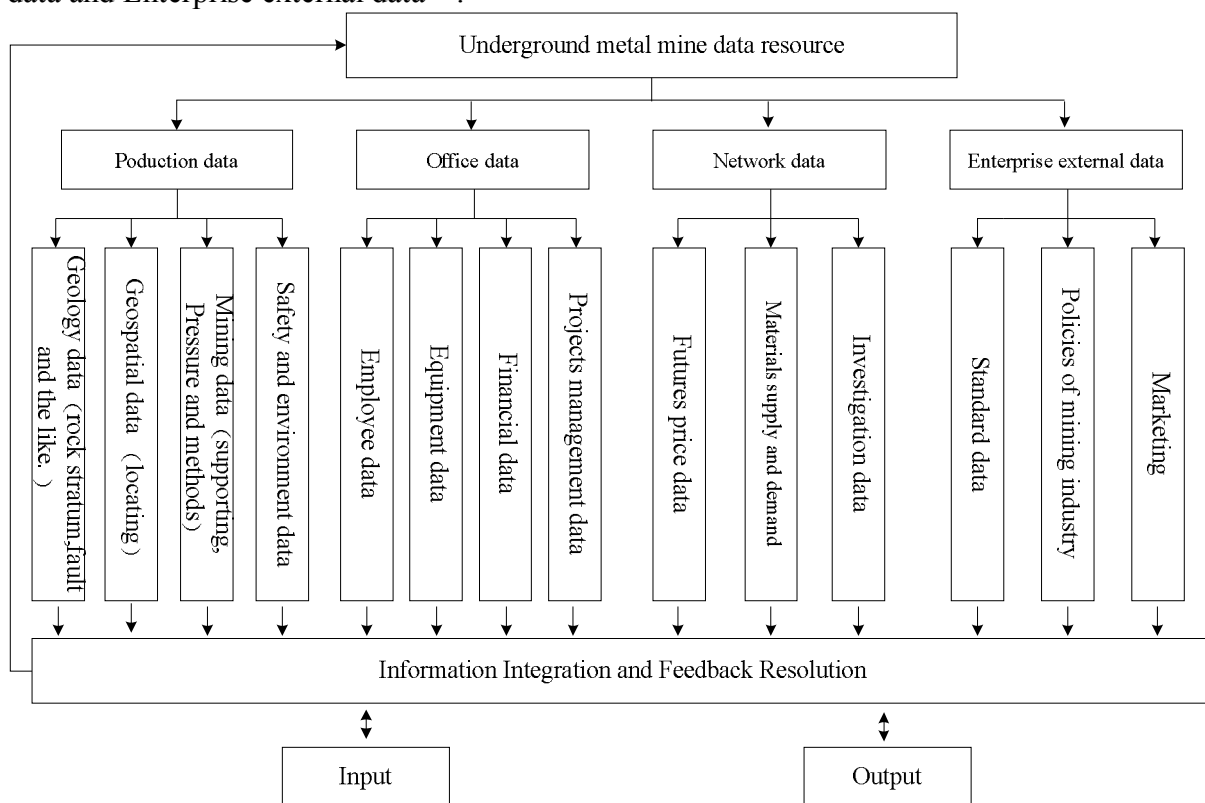 data and Enterprise external data
Underground metal mine data resource
Poduction data
Office data
Network data
Enterprise external data
Geology data（rock stratum,fault
and the like.）
Geospatial data（locating）
Mining data（supporting,
Pressure and methods）
Safety and environment data
Employee data
Equipment data
Financial data
Projects management data
Futures price data
Materials supply and demand
Investigation data
Standard data
Policies of mining industry
Marketing
Information Integration and Feedback Resolution
Input
Output